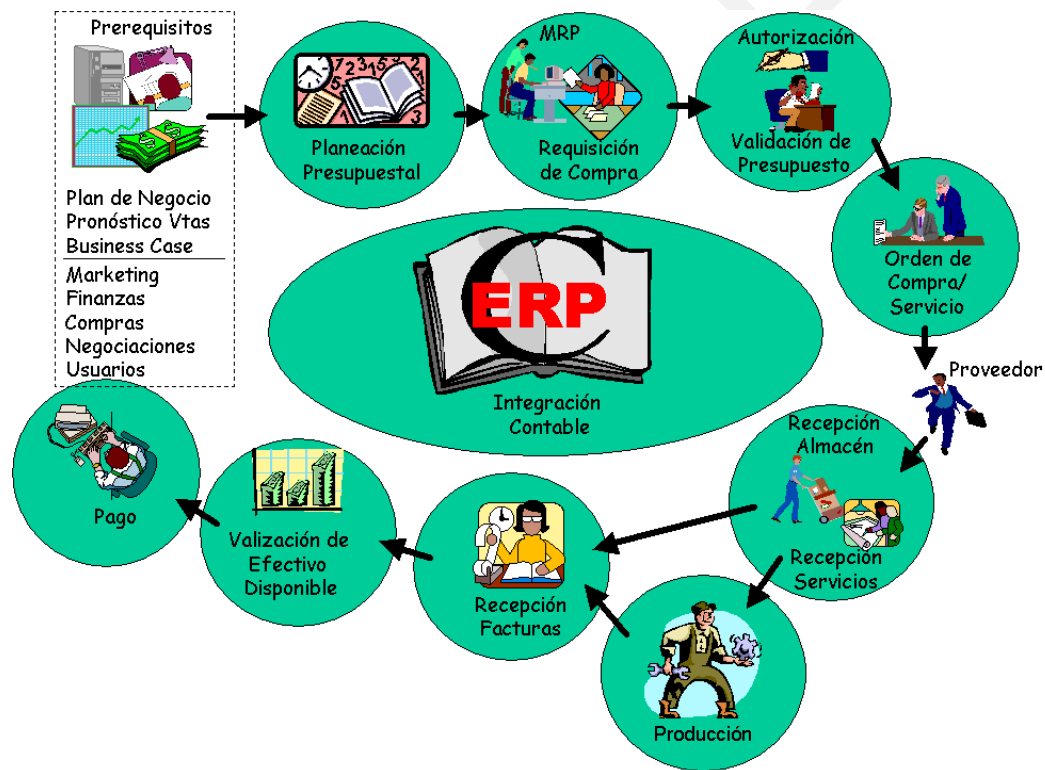 Prerequisitos
Plan de Negocio
Pronóstico Vtas
Business Case
Marketing
Finanzas
Compras
Negociaciones
Usuarios
Planeación
Presupuestal
MRP
Requisición
de Compra
Autorización
Validación de
Presupuesto
Orden de
Compra/
Servicio
Proveedor
Recepción
Almacén
Recepción
Servicios
Producción
Recepción
Facturas
Valización de
Efectivo
Disponible
Pago
C
ERP
Integración
Contable